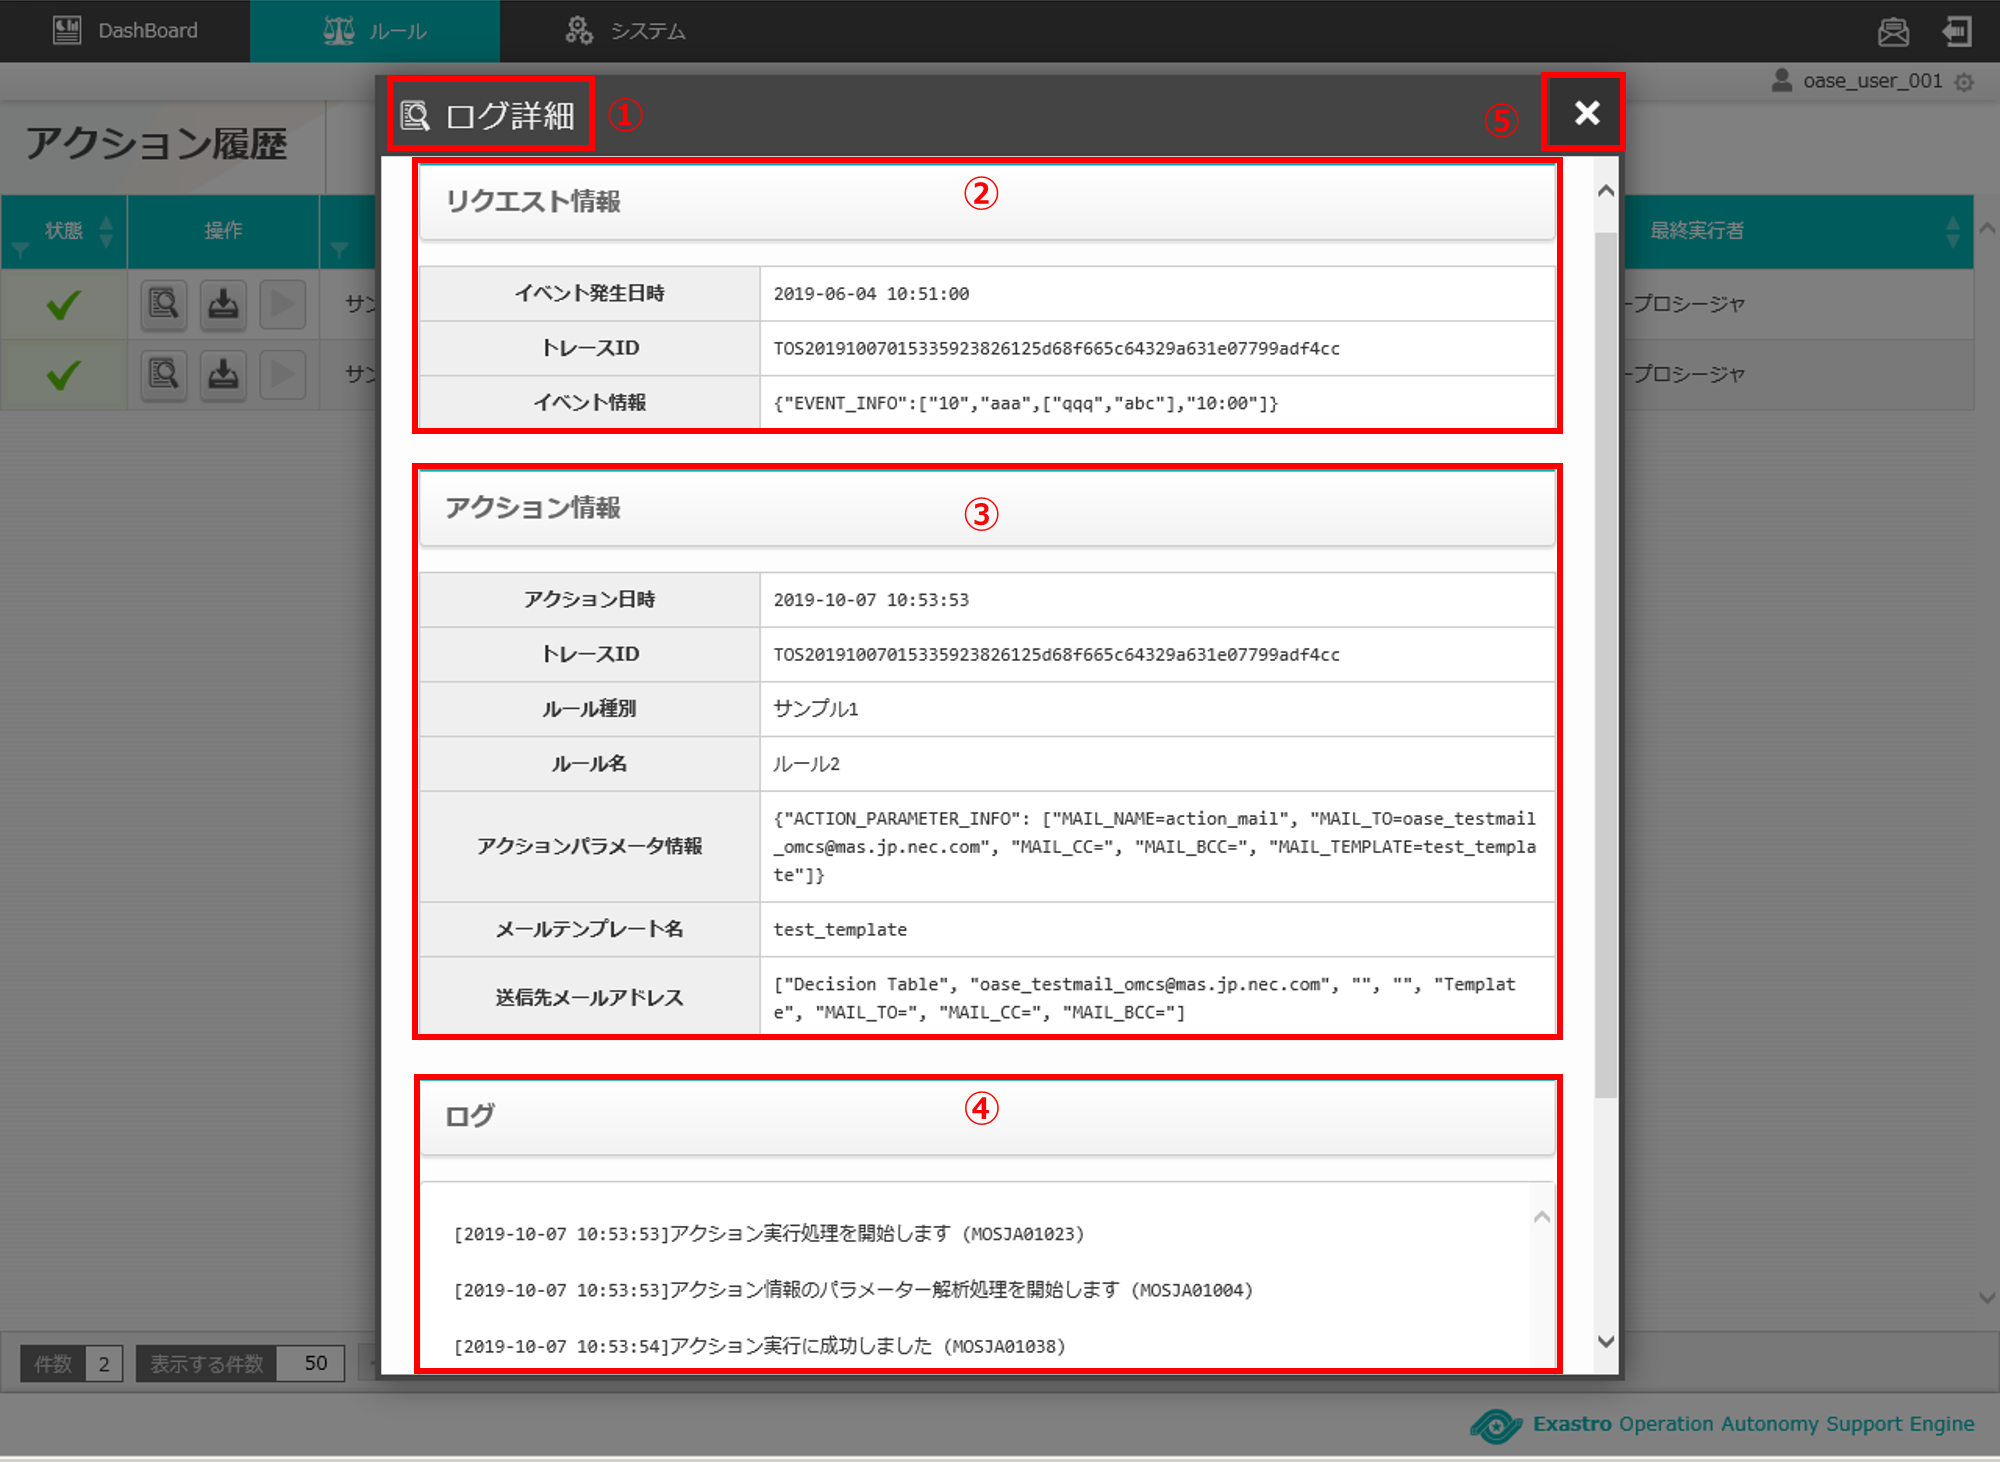 DashBoard
ルール
システム
oase_user_001
アクション履歴
ログ詳細
①
⑤
リクエスト情報
②
状態
操作
最終実行者
イベント発生日時
2019-06-04 10:51:00
サン
ープロシージャ
トレースID
TOS20191007015335923826125d68f665c64329a631e07799adf4cc
サン
ープロシージャ
イベント情報
{"EVENT_INFO":["10","aaa",["qqq","abc"],"10:00"]}
アクション情報
③
アクション日時
2019-10-07 10:53:53
トレースID
TOS20191007015335923826125d68f665c64329a631e07799adf4cc
ルール種別
サンプル1
ルール名
ルール2
アクションパラメータ情報
{"ACTION_PARAMETER_INFO": ["MAIL_NAME=action_mail", "MAIL_TO=oase_testmail
_omcs@mas.jp.nec.com", "MAIL_CC=", "MAIL_BCC=", "MAIL_TEMPLATE=test_templa
te"]}
メールテンプレート名
test_template
送信先メールアドレス
["Decision Table", "oase_testmail_omcs@mas.jp.nec.com", "", "", "Templat
e", "MAIL_TO=", "MAIL_CC=", "MAIL_BCC="]
ログ
④
[2019-10-07 10:53:53]アクション実行処理を開始します (MOSJA01023)
[2019-10-07 10:53:53]アクション情報のパラメーター解析処理を開始します (MOSJA01004)
[2019-10-07 10:53:54]アクション実行に成功しました (MOSJA01038)
件数 2 表示する件数 50
Exastro Operation Autonomy Support Engine